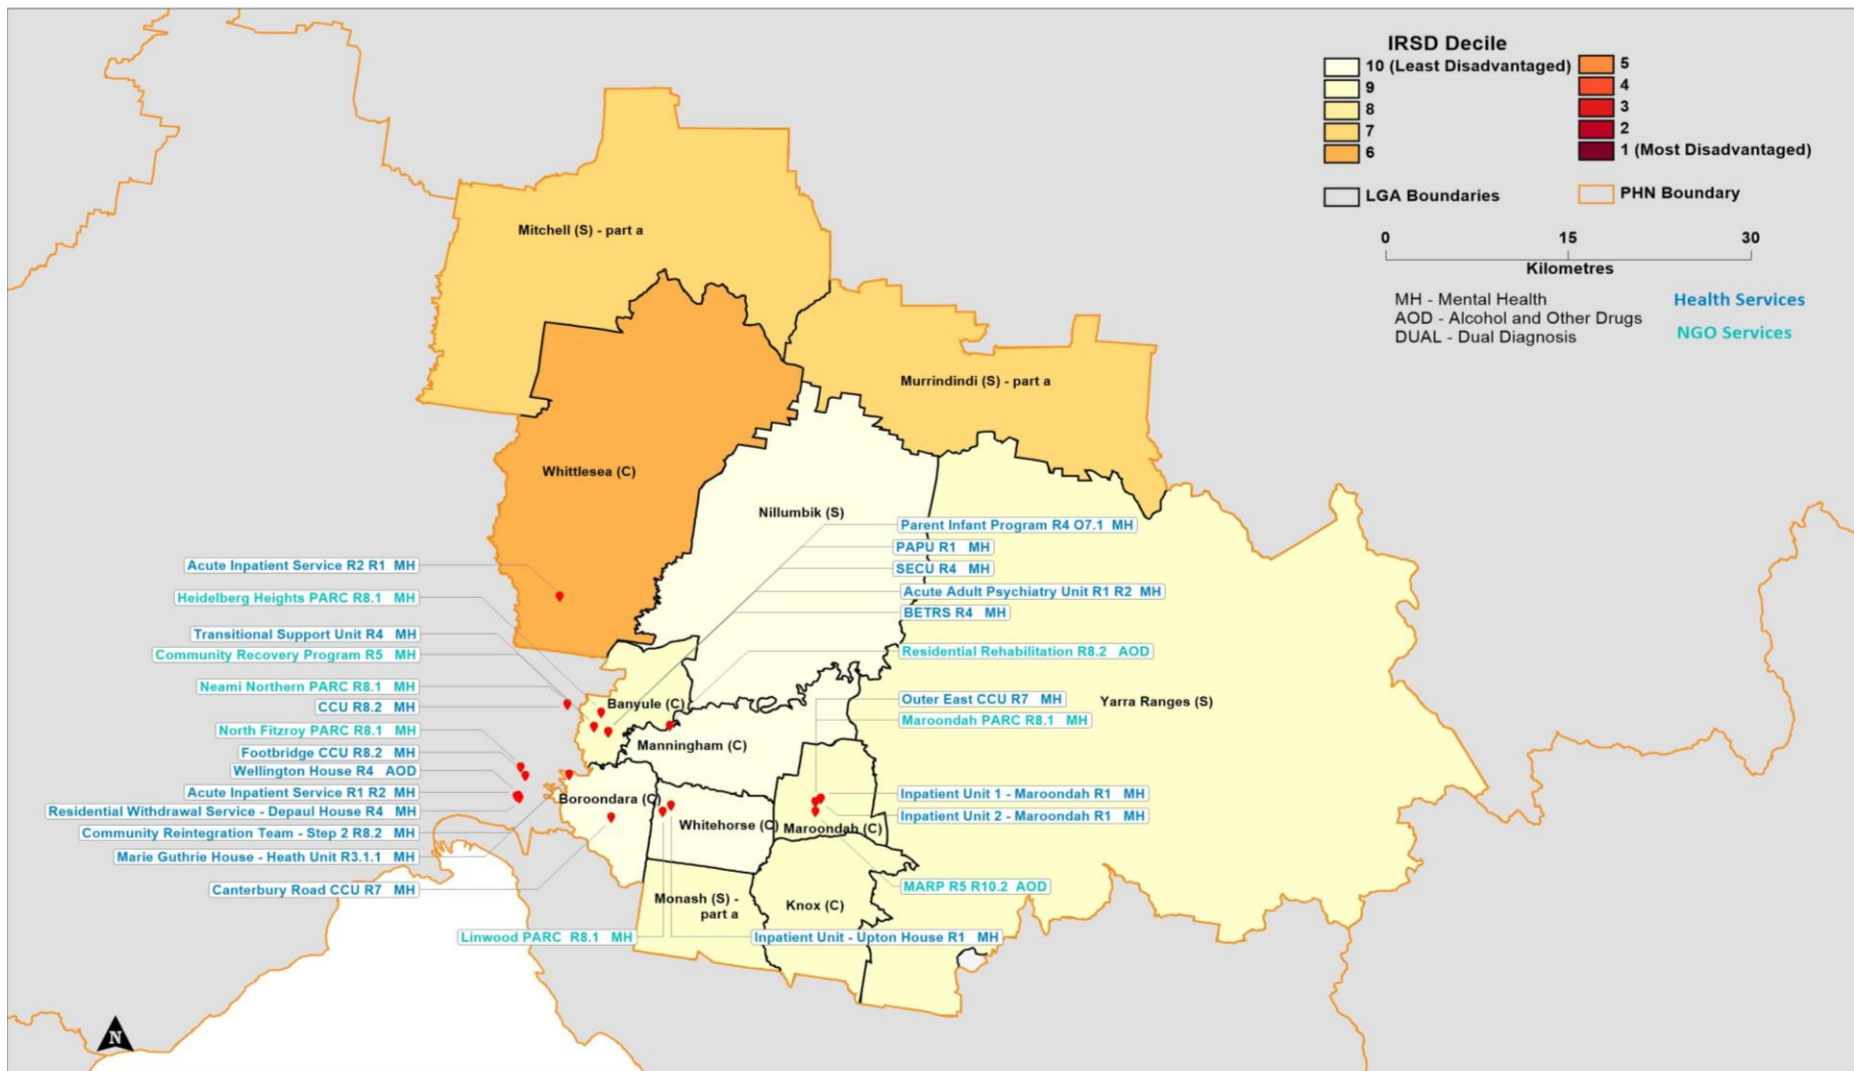 IRSD Decile
10 (Least Disadvantaged)
9
8
7
6
5
4
3
2
1 (Most Disadvantaged)
LGA Boundaries
PHN Boundary
0 15 30
Kilometres
MH - Mental Health
AOD - Alcohol and Other Drugs
DUAL - Dual Diagnosis
Health Services
NGO Services
Mitchell (S) - part a
Murrindindi (S) - part a
Whittlesea (C)
Nillumbik (S)
Yarra Ranges (S)
Banyule (C)
Manningham (C)
Boroondara (C)
Whitehorse (C)
Maroondah (C)
Monash (S) -
part a
Knox (C)
Acute Inpatient Service R2 R1 MH
Heidelberg Heights PARC R8.1 MH
Transitional Support Unit R4 MH
Community Recovery Program R5 MH
Neami Northern PARC R8.1 MH
CCU R8.2 MH
North Fitzroy PARC R8.1 MH
Footbridge CCU R8.2 MH
Wellington House R4 AOD
Acute Inpatient Service R1 R2 MH
Residential Withdrawal Service - Depaul House R4 MH
Community Reintegration Team - Step 2 R8.2 MH
Marie Guthrie House - Heath Unit R3.1.1 MH
Canterbury Road CCU R7 MH
Linwood PARC R8.1 MH
Parent Infant Program R4 O7.1 MH
PAPU R1 MH
SECU R4 MH
Acute Adult Psychiatry Unit R1 R2 MH
BETRS R4 MH
Residential Rehabilitation R8.2 AOD
Outer East CCU R7 MH
Maroondah PARC R8.1 MH
Inpatient Unit 1 - Maroondah R1 MH
Inpatient Unit 2 - Maroondah R1 MH
MARP R5 R10.2 AOD
Inpatient Unit - Upton House R1 MH
N